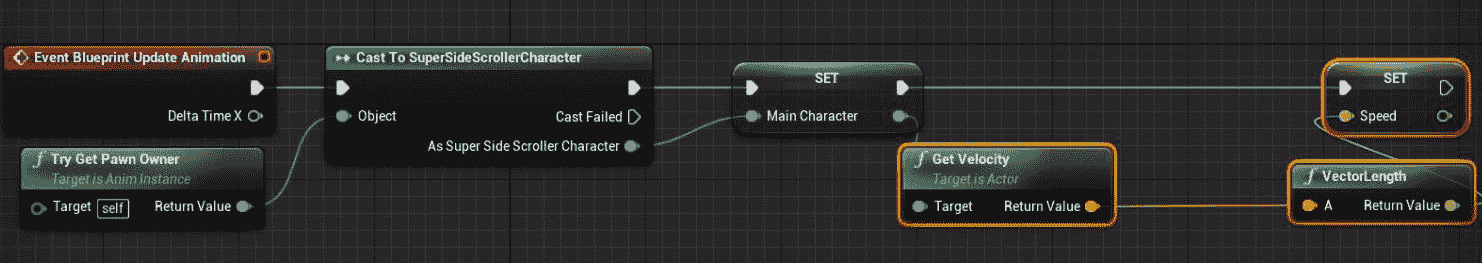 Event Blueprint Update Animation
Delta Time X
Try Get Pawn Owner
Target is Anim Instance
Target self Return Value
Cast To SuperSideScrollerCharacter
Object Cast Failed
As Super Side Scroller Character
SET
Main Character
f Get Velocity
Target is Actor
Target Return Value
SET
Speed
f VectorLength
A Return Value